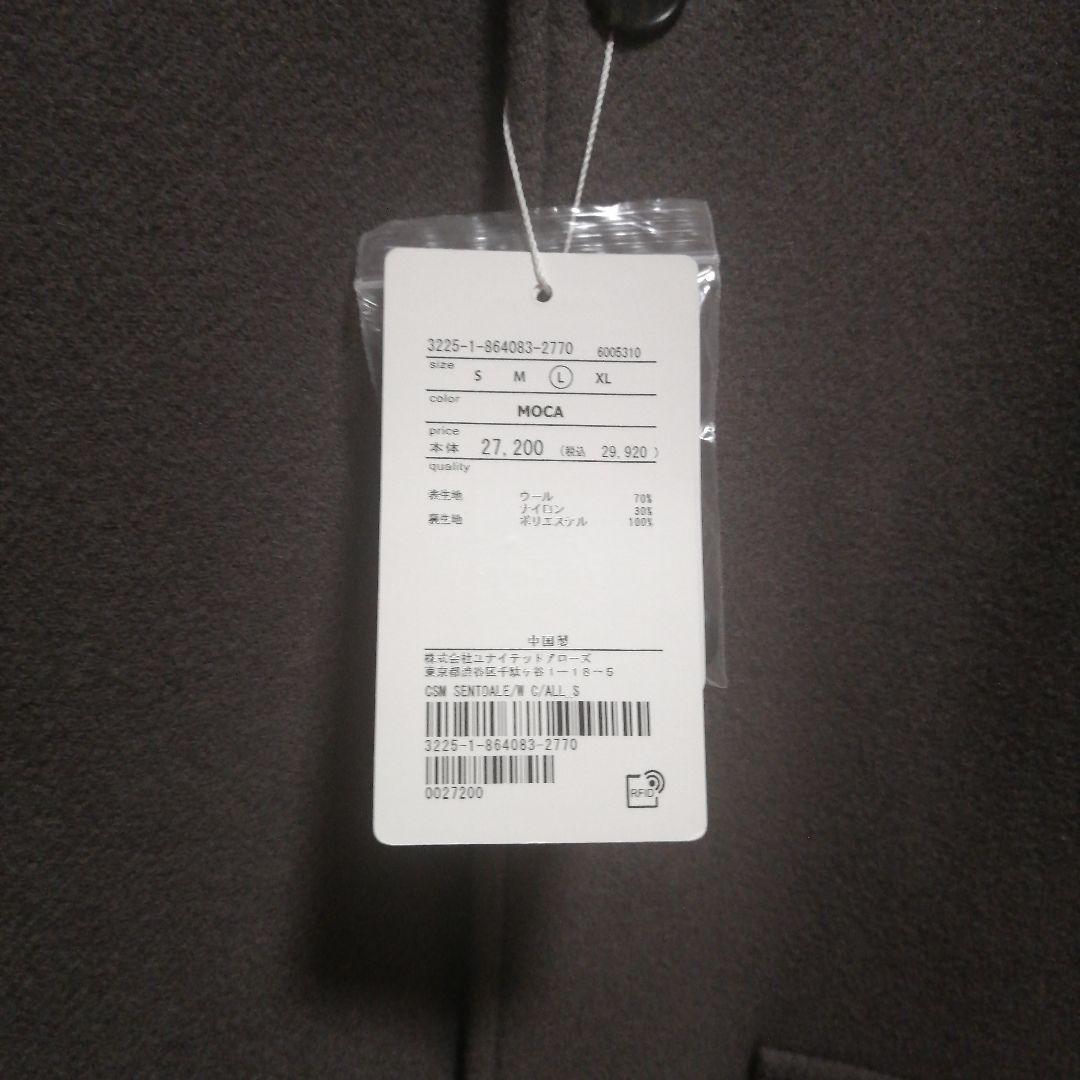 3225-1-864083-2770 6005310
size
S M L XL
color
MOCA
price
本体 27,200 (税込 29,920 )
quality
表生地 ウール 70%
ナイロン 30%
裏生地 ポリエステル 100%
中国製
株式会社ユナイテッドアローズ
東京都渋谷区千駄ヶ谷1-18-5
CSM SENTOALE/W C/ALL S
3225-1-864083-2770
0027200
RFID